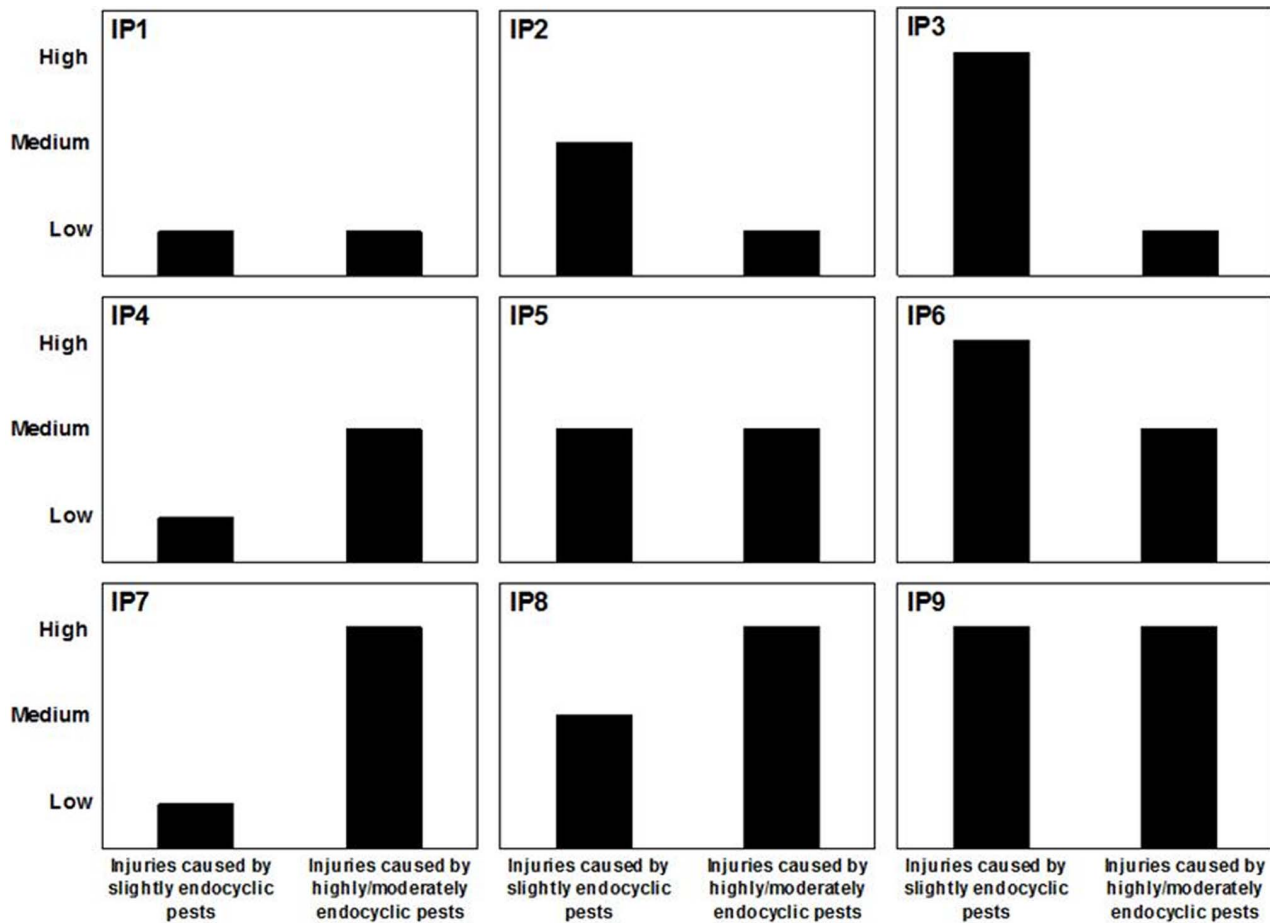 IP1
IP2
IP3
High
Medium
Low
IP4
IP5
IP6
High
Medium
Low
IP7
IP8
IP9
High
Medium
Low
Injuries caused by
slightly endocyclic
pests
Injuries caused by
highly/moderately
endocyclic pests
Injuries caused by
slightly endocyclic
pests
Injuries caused by
highly/moderately
endocyclic pests
Injuries caused by
slightly endocyclic
pests
Injuries caused by
highly/moderately
endocyclic pests